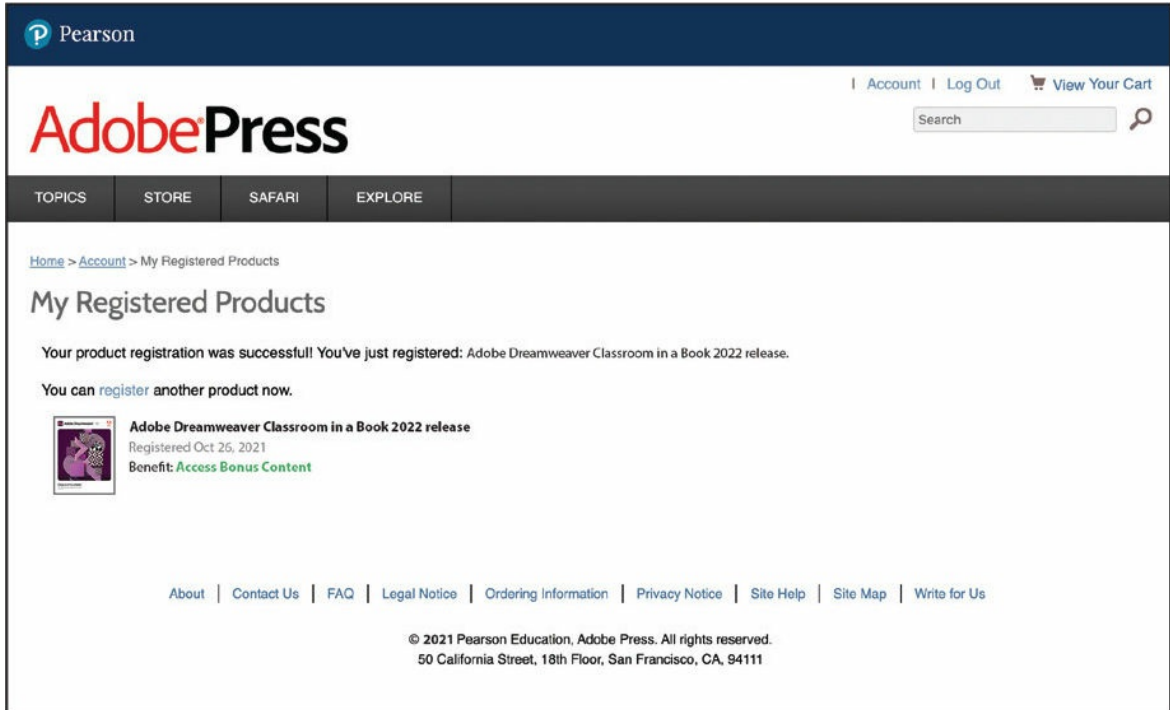 Pearson
| Account | Log Out View Your Cart
Adobe Press
Search
TOPICS STORE SAFARI EXPLORE
Home > Account > My Registered Products
My Registered Products
Your product registration was successful! You've just registered: Adobe Dreamweaver Classroom in a Book 2022 release.
You can register another product now.
Adobe Dreamweaver Classroom in a Book 2022 release
Registered Oct 26, 2021
Benefit: Access Bonus Content
About | Contact Us | FAQ | Legal Notice | Ordering Information | Privacy Notice | Site Help | Site Map | Write for Us
© 2021 Pearson Education, Adobe Press. All rights reserved.
50 California Street, 18th Floor, San Francisco, CA, 94111